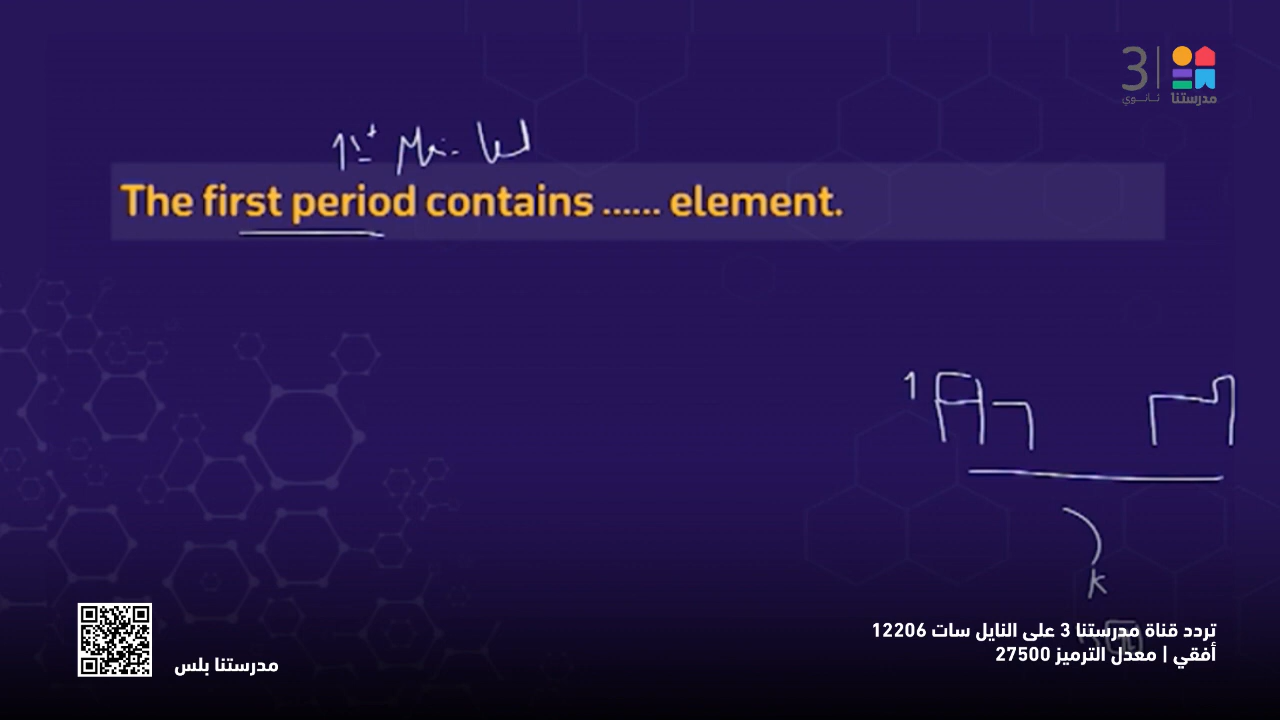 3
ثانوي
مدرستنا
1st
The first period contains ...... element.
1
k
تردد قناة مدرستنا 3 على النايل سات 12206
أفقي | معدل الترميز 27500
مدرستنا بلس